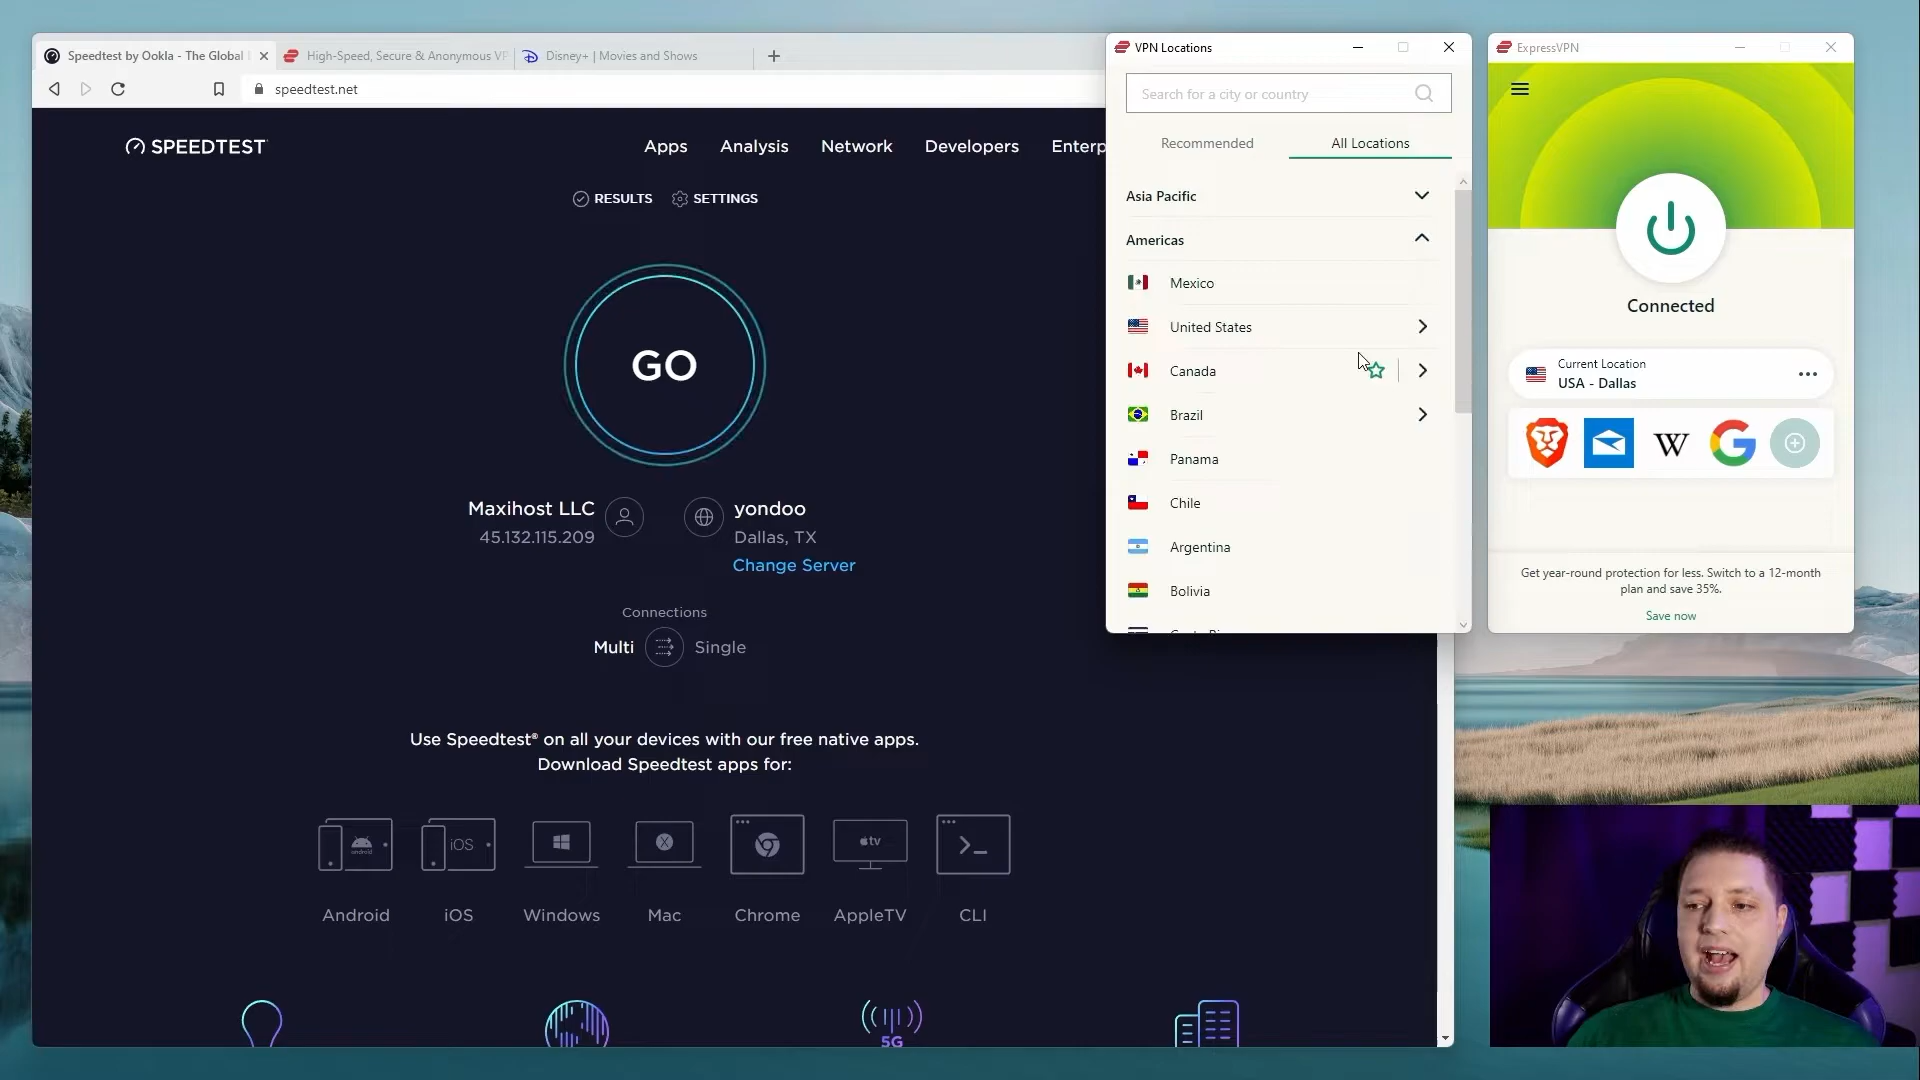 Speedtest by Ookla - The Global
High-Speed, Secure & Anonymous VP
Disney+ | Movies and Shows
speedtest.net
SPEEDTEST
Apps
Analysis
Network
Developers
Enterp
RESULTS
SETTINGS
GO
Maxihost LLC
45.132.115.209
yondoo
Dallas, TX
Change Server
Connections
Multi
Single
Use Speedtest® on all your devices with our free native apps.
Download Speedtest apps for:
android
iOS
X
tv
Android
iOS
Windows
Mac
Chrome
AppleTV
CLI
5G
VPN Locations
Search for a city or country
Recommended
All Locations
Asia Pacific
Americas
Mexico
United States
Canada
Brazil
Panama
Chile
Argentina
Bolivia
ExpressVPN
Connected
Current Location
USA - Dallas
W
G
Get year-round protection for less. Switch to a 12-month
plan and save 35%.
Save now